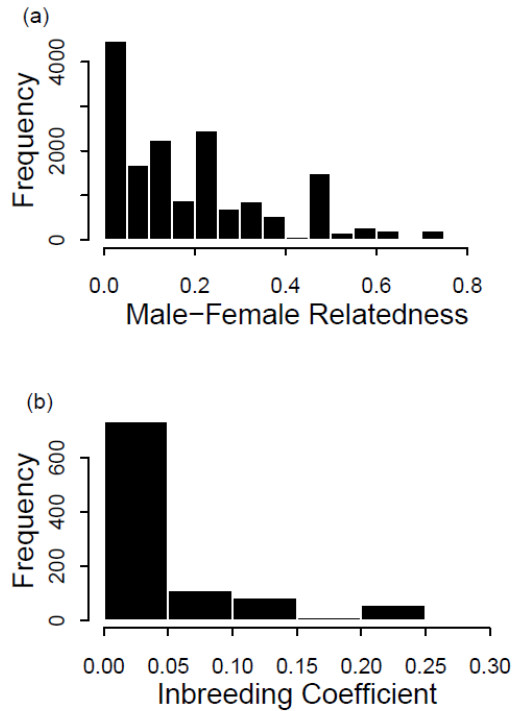 (a)
Frequency
0
2000
4000
0.0 0.2 0.4 0.6 0.8
Male−Female Relatedness
(b)
Frequency
0
200
400
600
0.00 0.05 0.10 0.15 0.20 0.25 0.30
Inbreeding Coefficient